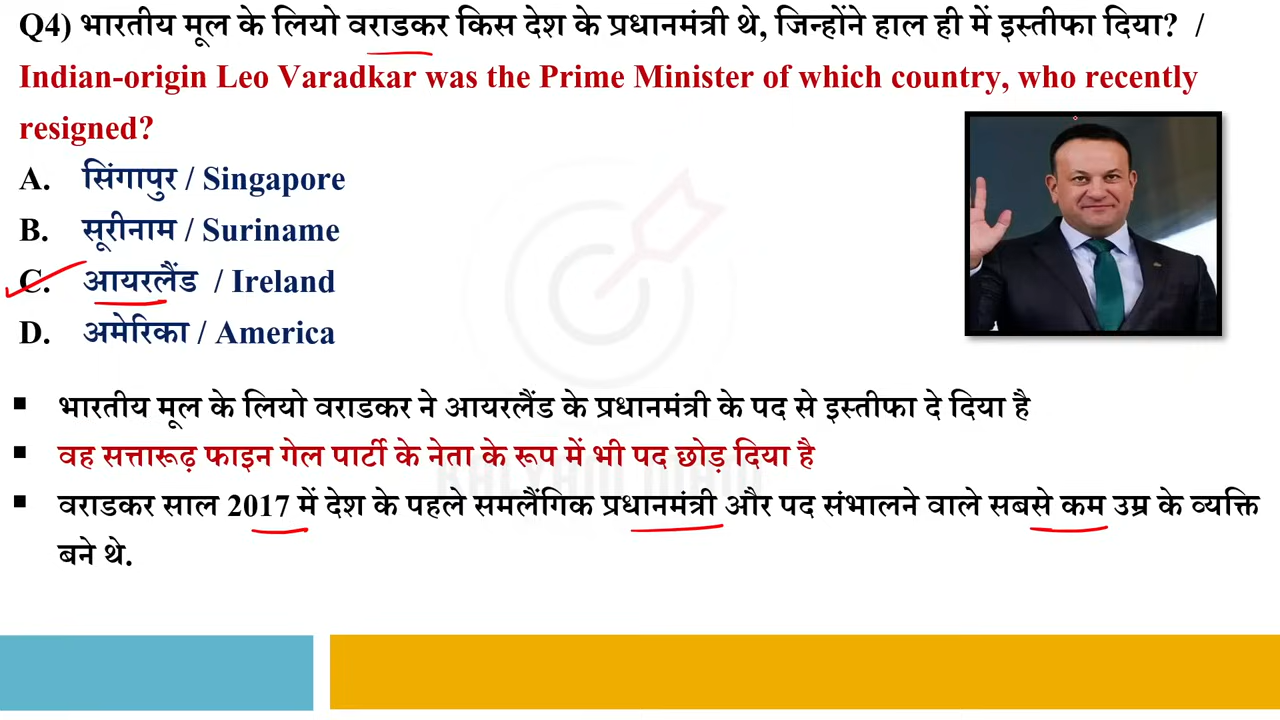 Q4) भारतीय मूल के लियो वराडकर किस देश के प्रधानमंत्री थे, जिन्होंने हाल ही में इस्तीफा दिया? /
Indian-origin Leo Varadkar was the Prime Minister of which country, who recently
resigned?
A. सिंगापुर / Singapore
B. सूरीनाम / Suriname
C. आयरलैंड / Ireland
D. अमेरिका / America
▪ भारतीय मूल के लियो वराडकर ने आयरलैंड के प्रधानमंत्री के पद से इस्तीफा दे दिया है
▪ वह सत्तारूढ़ फाइन गेल पार्टी के नेता के रूप में भी पद छोड़ दिया है
▪ वराडकर साल 2017 में देश के पहले समलैंगिक प्रधानमंत्री और पद संभालने वाले सबसे कम उम्र के व्यक्ति
बने थे.